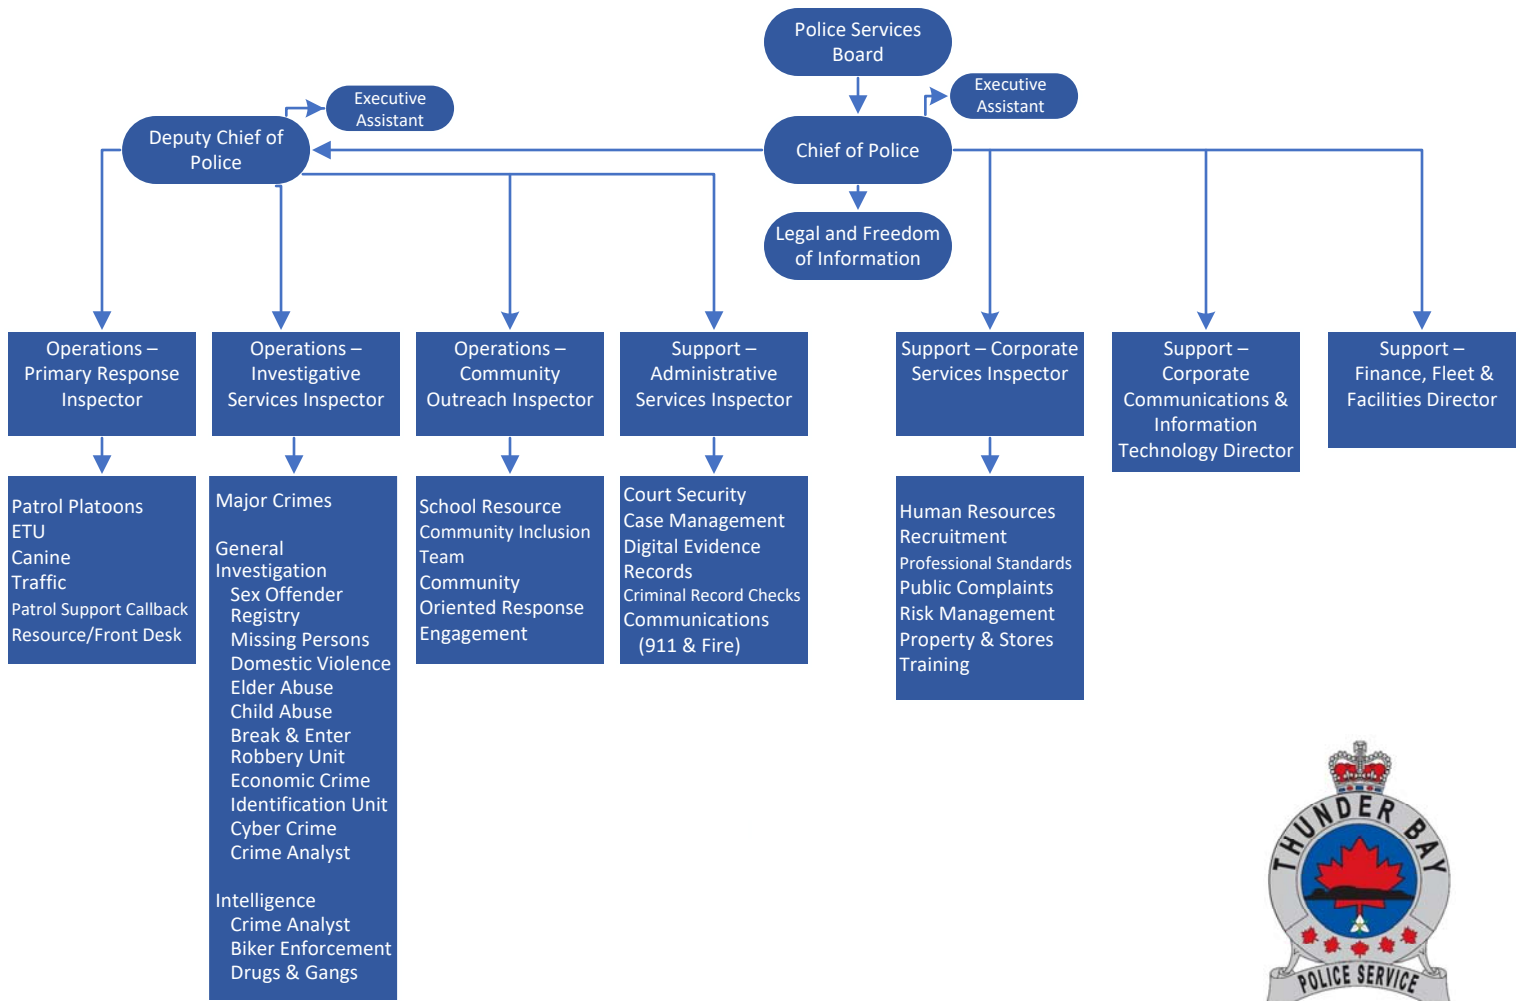 Police Services
Board
Executive
Assistant
Executive
Assistant
Deputy Chief of
Police
Chief of Police
Legal and Freedom
of Information
Operations –
Primary Response
Inspector
Operations –
Investigative
Services Inspector
Operations –
Community
Outreach Inspector
Support –
Administrative
Services Inspector
Support – Corporate
Services Inspector
Support –
Corporate
Communications &
Information
Technology Director
Support –
Finance, Fleet &
Facilities Director
Patrol Platoons
ETU
Canine
Traffic
Patrol Support Callback
Resource/Front Desk
Major Crimes
General
Investigation
Sex Offender
Registry
Missing Persons
Domestic Violence
Elder Abuse
Child Abuse
Break & Enter
Robbery Unit
Economic Crime
Identification Unit
Cyber Crime
Crime Analyst
Intelligence
Crime Analyst
Biker Enforcement
Drugs & Gangs
School Resource
Community Inclusion
Team
Community
Oriented Response
Engagement
Court Security
Case Management
Digital Evidence
Records
Criminal Record Checks
Communications
(911 & Fire)
Human Resources
Recruitment
Professional Standards
Public Complaints
Risk Management
Property & Stores
Training
THUNDER BAY
POLICE SERVICE